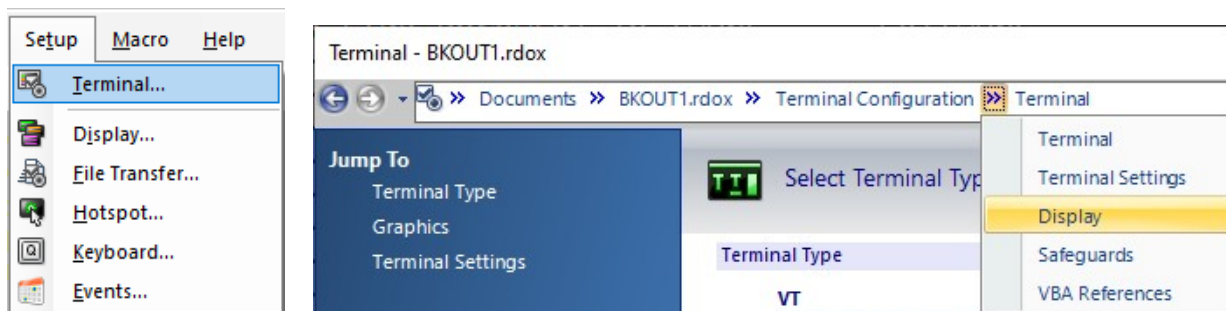 Setup Macro Help
Terminal...
Display...
File Transfer...
Hotspot...
Keyboard...
Events...
Terminal - BKOUT1.rdox
» Documents » BKOUT1.rdox » Terminal Configuration » Terminal
Jump To
Terminal Type
Graphics
Terminal Settings
Select Terminal Typ
Terminal Type
VT
Terminal
Terminal Settings
Display
Safeguards
VBA References